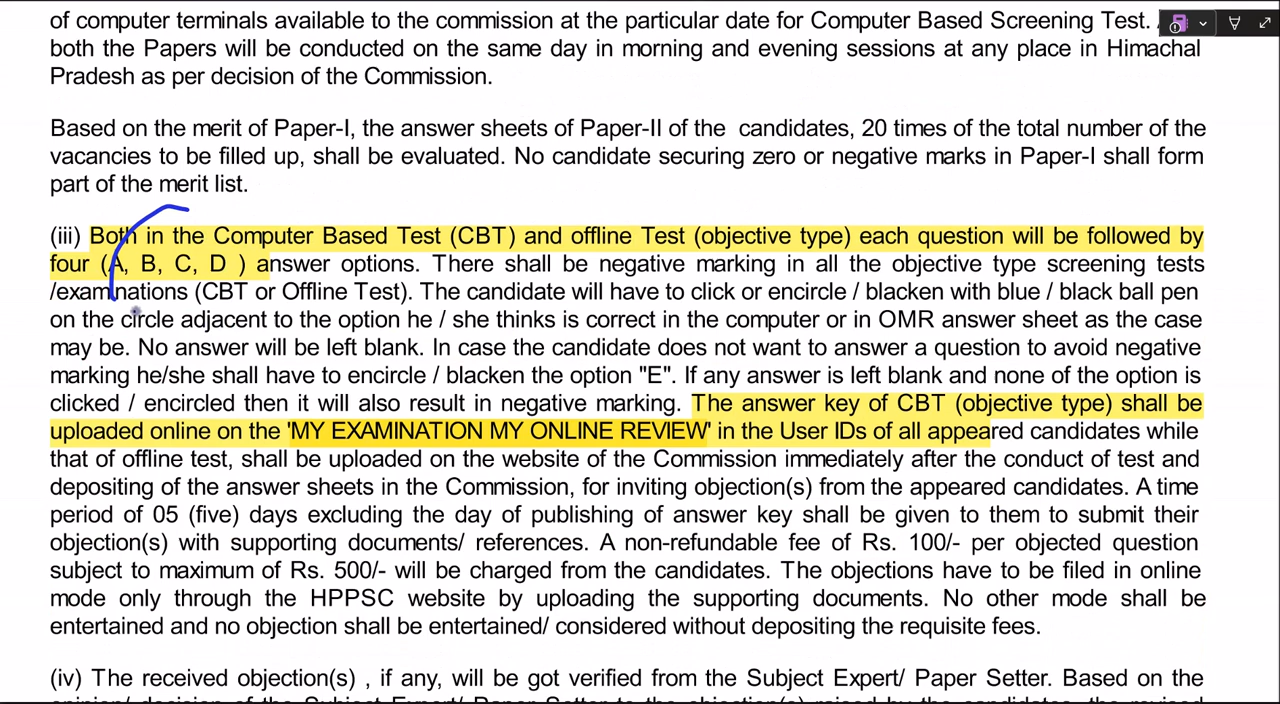 of computer terminals available to the commission at the particular date for Computer Based Screening Test.
both the Papers will be conducted on the same day in morning and evening sessions at any place in Himachal
Pradesh as per decision of the Commission.
Based on the merit of Paper-I, the answer sheets of Paper-II of the candidates, 20 times of the total number of the
vacancies to be filled up, shall be evaluated. No candidate securing zero or negative marks in Paper-I shall form
part of the merit list.
(iii) Both in the Computer Based Test (CBT) and offline Test (objective type) each question will be followed by
four (A, B, C, D ) answer options. There shall be negative marking in all the objective type screening tests
/examinations (CBT or Offline Test). The candidate will have to click or encircle / blacken with blue / black ball pen
on the circle adjacent to the option he / she thinks is correct in the computer or in OMR answer sheet as the case
may be. No answer will be left blank. In case the candidate does not want to answer a question to avoid negative
marking he/she shall have to encircle / blacken the option "E". If any answer is left blank and none of the option is
clicked / encircled then it will also result in negative marking. The answer key of CBT (objective type) shall be
uploaded online on the 'MY EXAMINATION MY ONLINE REVIEW' in the User IDs of all appeared candidates while
that of offline test, shall be uploaded on the website of the Commission immediately after the conduct of test and
depositing of the answer sheets in the Commission, for inviting objection(s) from the appeared candidates. A time
period of 05 (five) days excluding the day of publishing of answer key shall be given to them to submit their
objection(s) with supporting documents/ references. A non-refundable fee of Rs. 100/- per objected question
subject to maximum of Rs. 500/- will be charged from the candidates. The objections have to be filed in online
mode only through the HPPSC website by uploading the supporting documents. No other mode shall be
entertained and no objection shall be entertained/ considered without depositing the requisite fees.
(iv) The received objection(s) , if any, will be got verified from the Subject Expert/ Paper Setter. Based on the